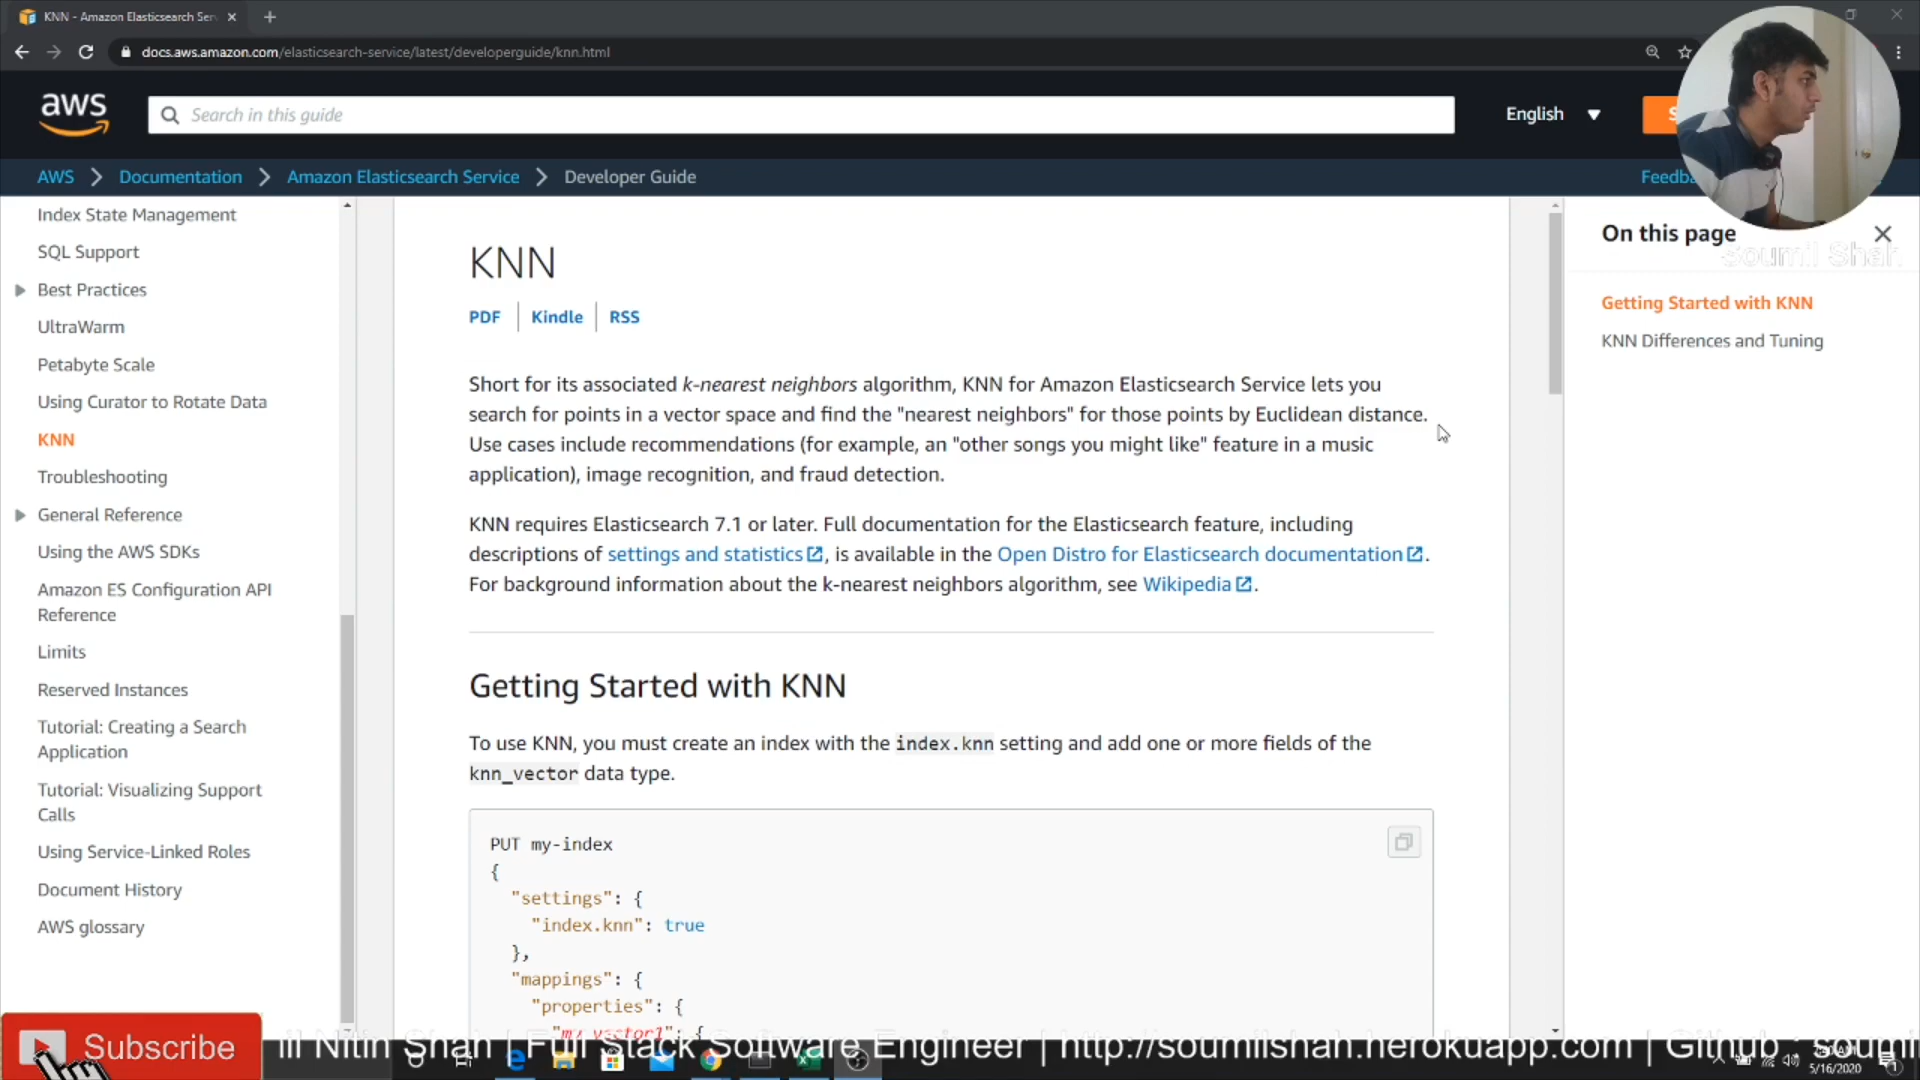 KNN - Amazon Elasticsearch Ser
docs.aws.amazon.com/elasticsearch-service/latest/developerguide/knn.html
aws
Search in this guide
English
AWS
Documentation
Amazon Elasticsearch Service
Developer Guide
Feedba
Index State Management
SQL Support
Best Practices
UltraWarm
Petabyte Scale
Using Curator to Rotate Data
KNN
Troubleshooting
General Reference
Using the AWS SDKs
Amazon ES Configuration API
Reference
Limits
Reserved Instances
Tutorial: Creating a Search
Application
Tutorial: Visualizing Support
Calls
Using Service-Linked Roles
Document History
AWS glossary
KNN
PDF
Kindle
RSS
Short for its associated k-nearest neighbors algorithm, KNN for Amazon Elasticsearch Service lets you
search for points in a vector space and find the "nearest neighbors" for those points by Euclidean distance.
Use cases include recommendations (for example, an "other songs you might like" feature in a music
application), image recognition, and fraud detection.
KNN requires Elasticsearch 7.1 or later. Full documentation for the Elasticsearch feature, including
descriptions of settings and statistics, is available in the Open Distro for Elasticsearch documentation.
For background information about the k-nearest neighbors algorithm, see Wikipedia.
Getting Started with KNN
To use KNN, you must create an index with the index.knn setting and add one or more fields of the
knn_vector data type.
PUT my-index
{
"settings": {
"index.knn": true
},
"mappings": {
"properties": {
"my_vector1": {
On this page
Soumil Shah
Getting Started with KNN
KNN Differences and Tuning
Subscribe
il Nitin Shah | Full Stack Software Engineer | http://soumilshah.herokuapp.com | Github : soumil
5/16/2020